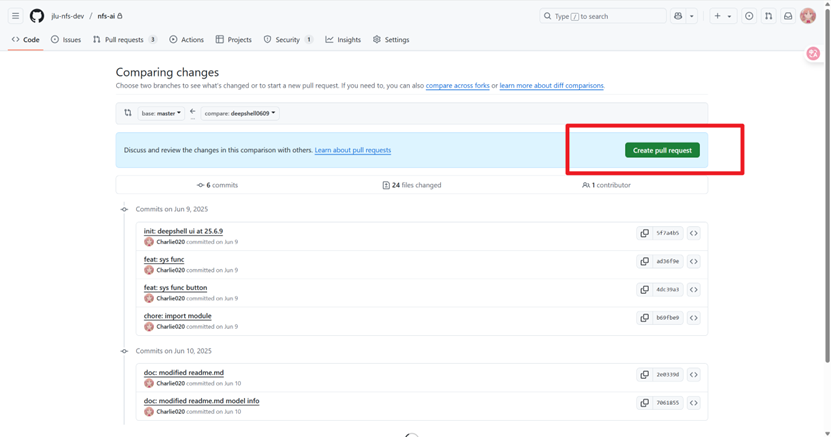 jlu-nfs-dev / nfs-ai
Type / to search
Code Issues Pull requests 3 Actions Projects Security 1 Insights Settings
Comparing changes
Choose two branches to see what's changed or to start a new pull request. If you need to, you can also compare across forks or learn more about diff comparisons.
base: master ← compare: deepshell0609
...
Discuss and review the changes in this comparison with others. Learn about pull requests
Create pull request
6 commits 24 files changed 1 contributor
Commits on Jun 9, 2025
init: deepshell ui at 25.6.9
5f7a4b5
Charlie020 committed on Jun 9
feat: sys func
ad36f9e
Charlie020 committed on Jun 9
feat: sys func button
4dc39a3
Charlie020 committed on Jun 9
chore: import module
b69fbe9
Charlie020 committed on Jun 9
Commits on Jun 10, 2025
doc: modified readme.md
2e0339d
Charlie020 committed on Jun 10
doc: modified readme.md model info
7061855
Charlie020 committed on Jun 10